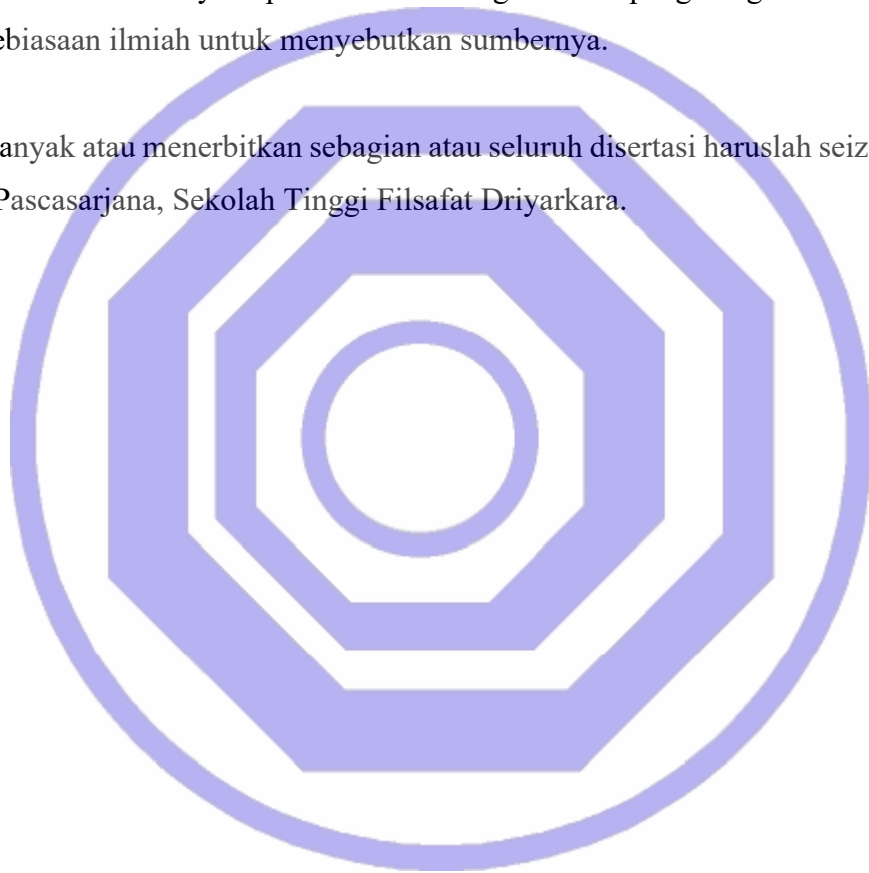 ebiasaan ilmiah untuk menyebutkan sumbernya.
anyak atau menerbitkan sebagian atau seluruh disertasi haruslah seiz
Pascasarjana, Sekolah Tinggi Filsafat Driyarkara.